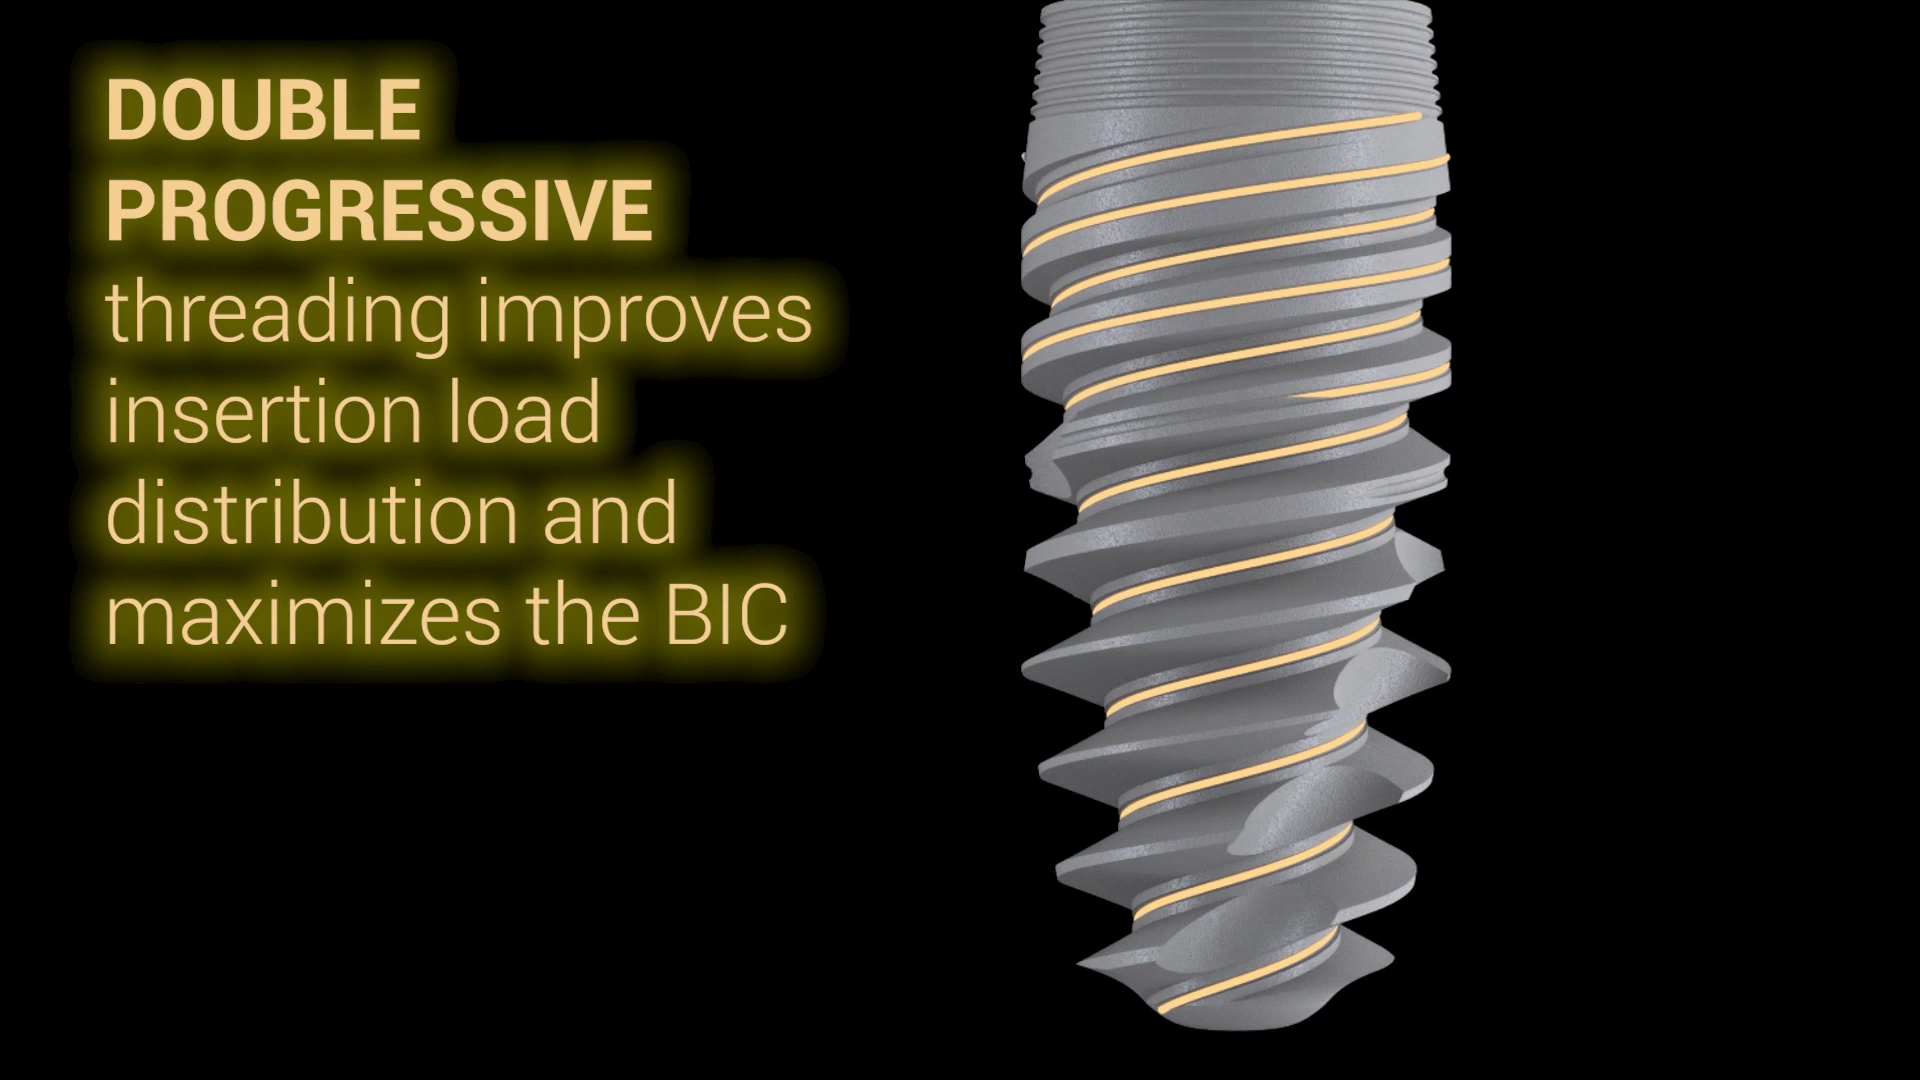 DOUBLE
PROGRESSIVE
threading improves
insertion load
distribution and
maximizes the BIC